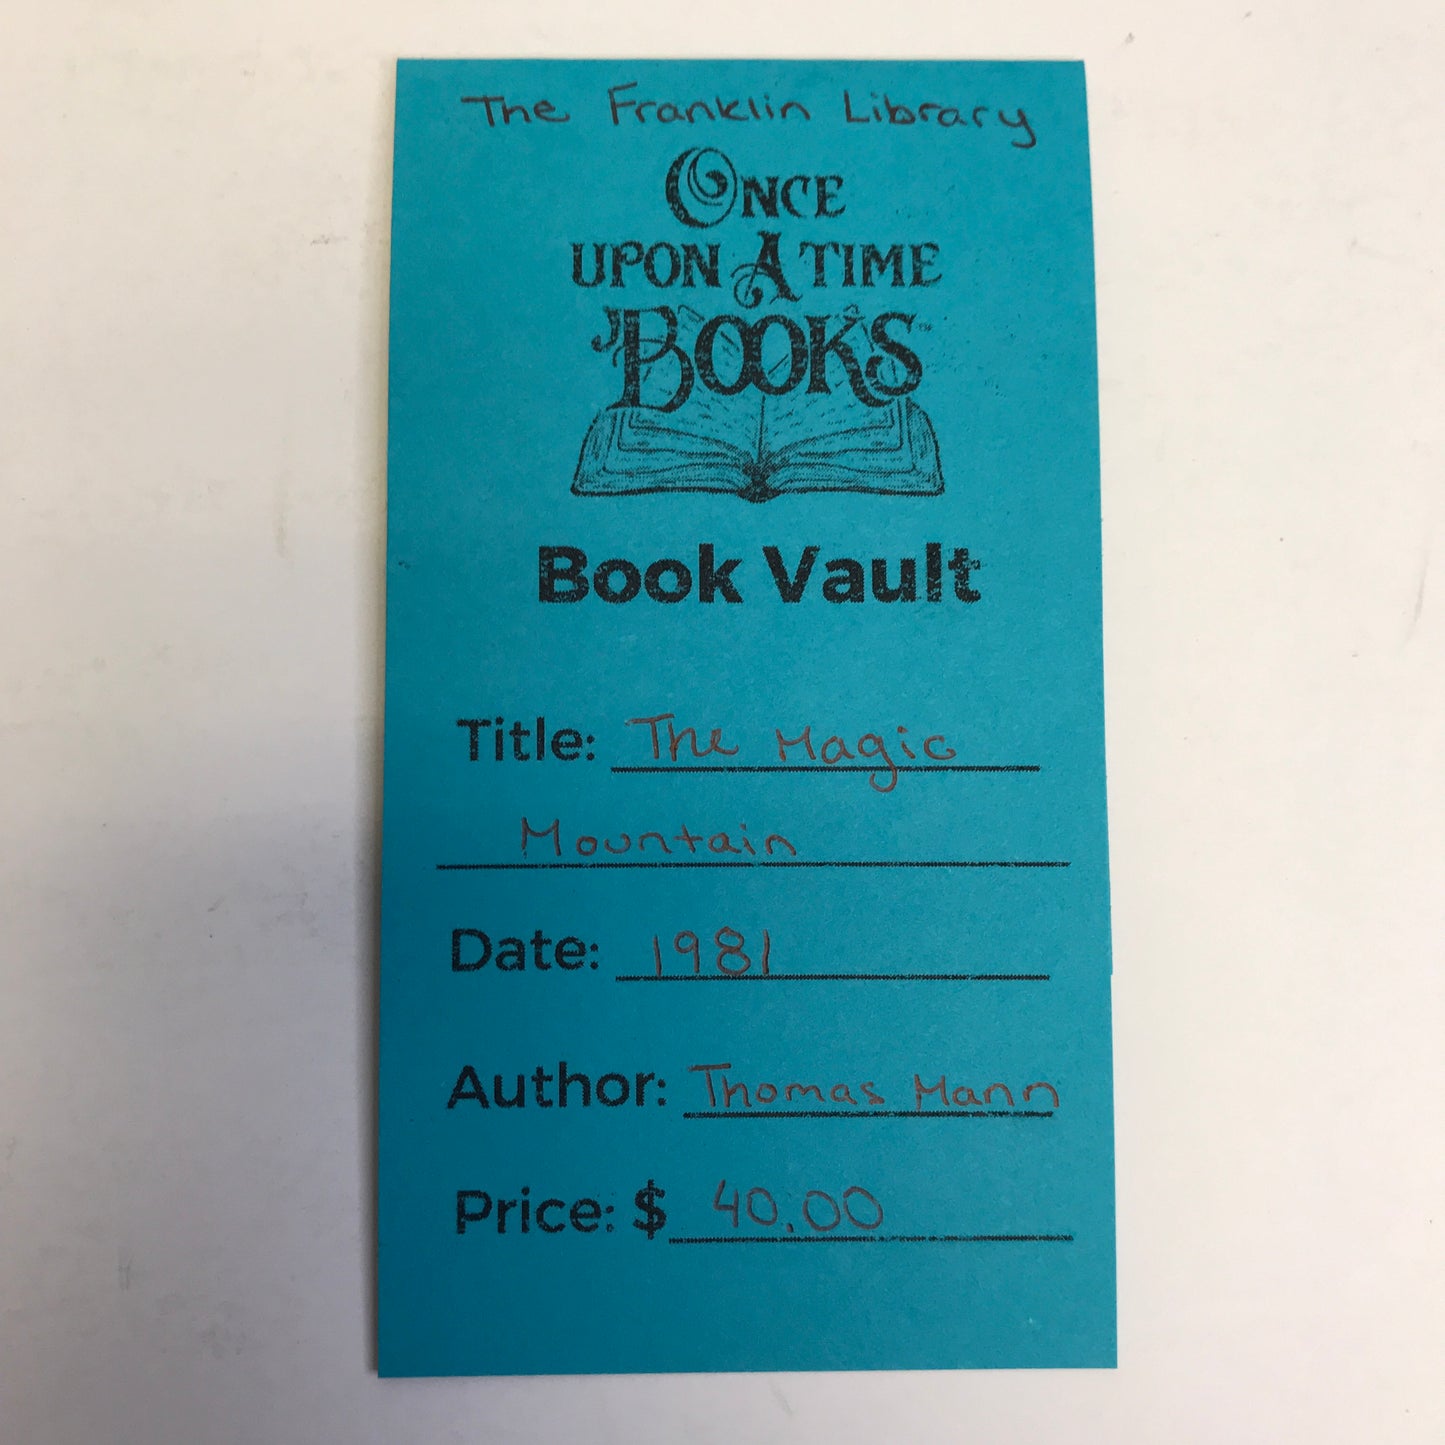 The Franklin Library
ONCE
UPON A TIME
BOOKS
Book Vault
Title: The Magic
Mountain
Date: 1981
Author: Thomas Mann
Price: $ 40.00